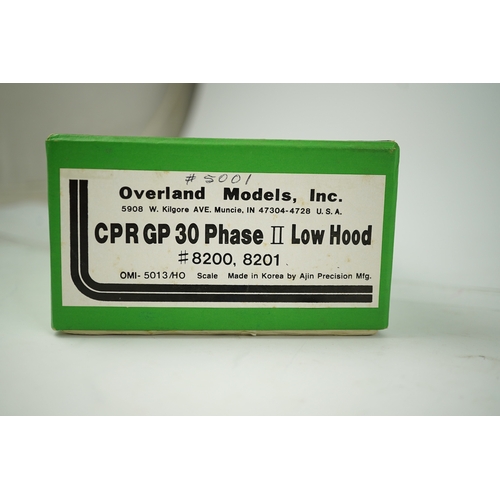 #5001
Overland Models, Inc.
5908 W. Kilgore AVE. Muncie, IN 47304-4728 U.S.A.
CPR GP 30 Phase II Low Hood
#8200, 8201
OMI-5013/HO Scale Made in Korea by Ajin Precision Mfg.